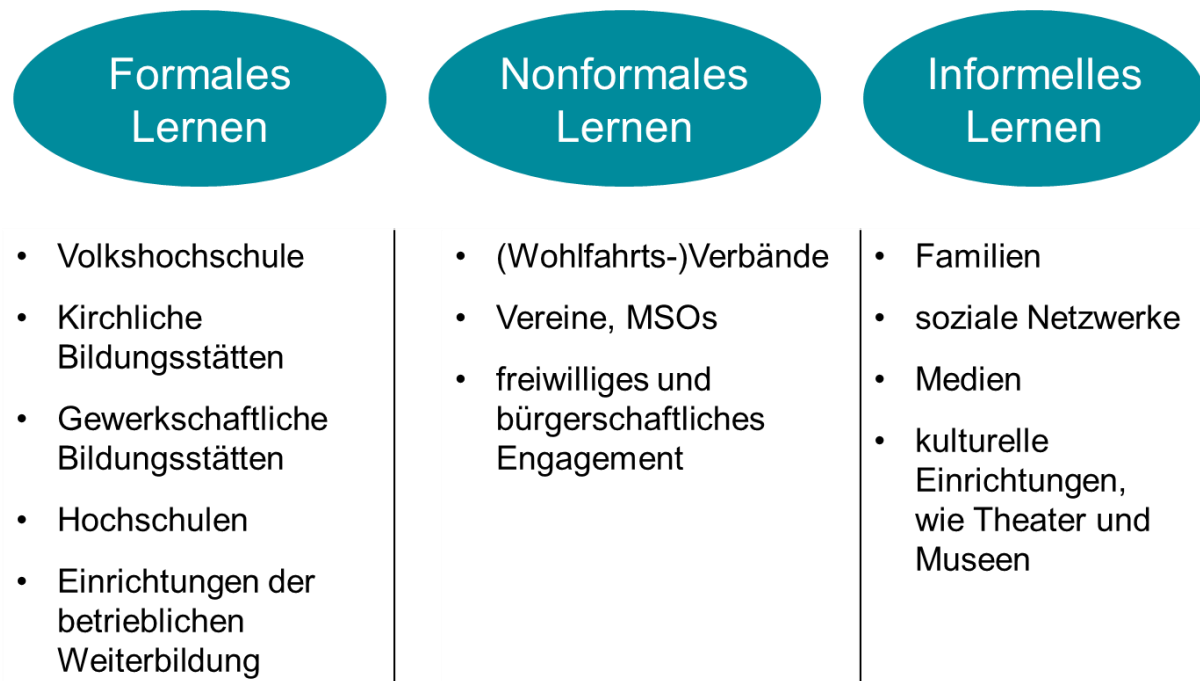 Formales
Lernen
Nonformales
Lernen
Informelles
Lernen
• Volkshochschule
• Kirchliche
Bildungsstätten
• Gewerkschaftliche
Bildungsstätten
• Hochschulen
• Einrichtungen der
betrieblichen
Weiterbildung
• (Wohlfahrts-)Verbände
• Vereine, MSOs
• freiwilliges und
bürgerschaftliches
Engagement
• Familien
• soziale Netzwerke
• Medien
• kulturelle
Einrichtungen,
wie Theater und
Museen